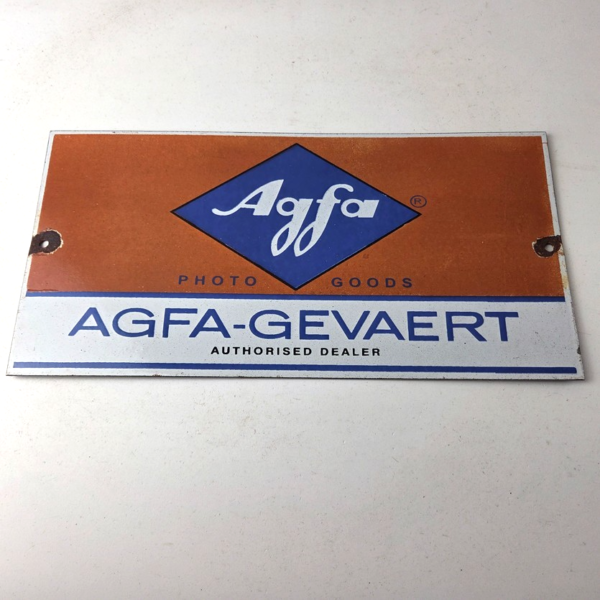 Agfa ®
PHOTO GOODS
AGFA-GEVAERT
AUTHORISED DEALER